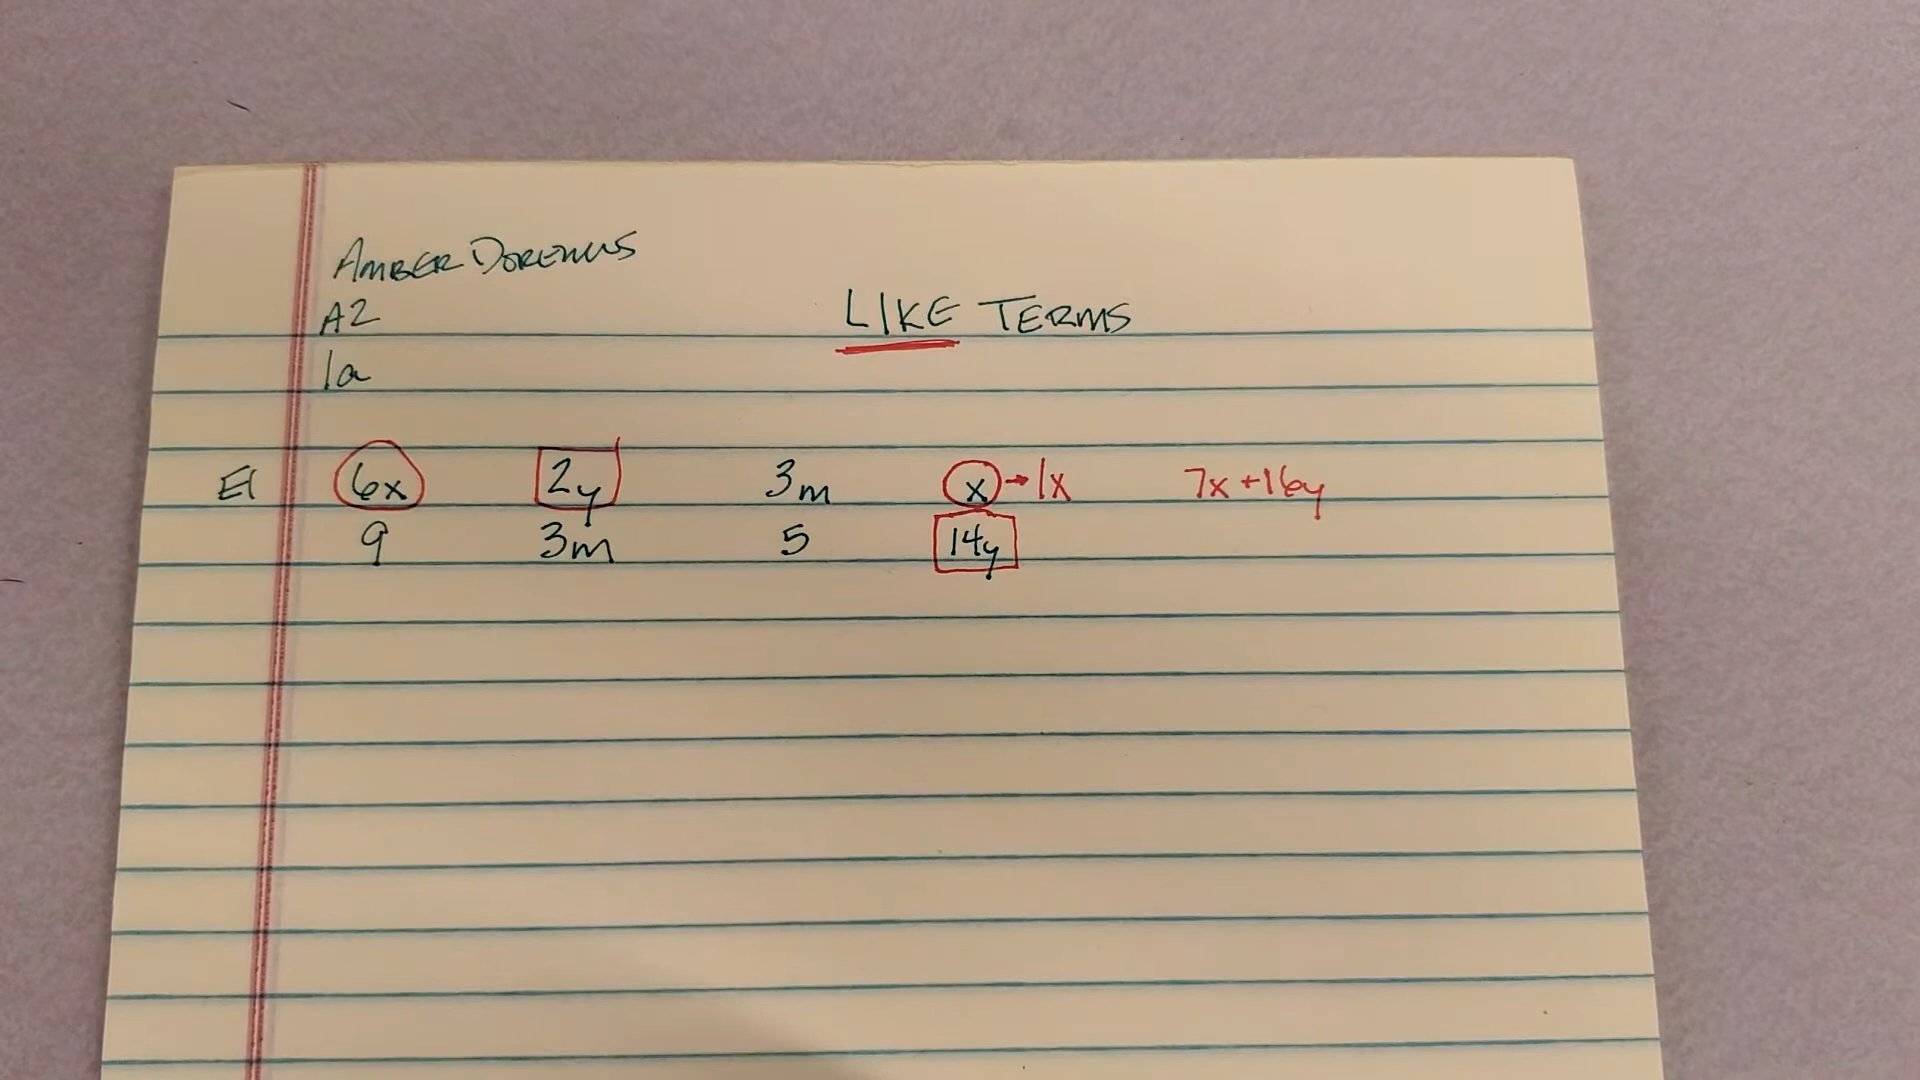 AMBER DOREMUS
A2
LIKE TERMS
1a
E1 6x 2y 3m x → 1x 7x + 16y
9 3m 5 14y